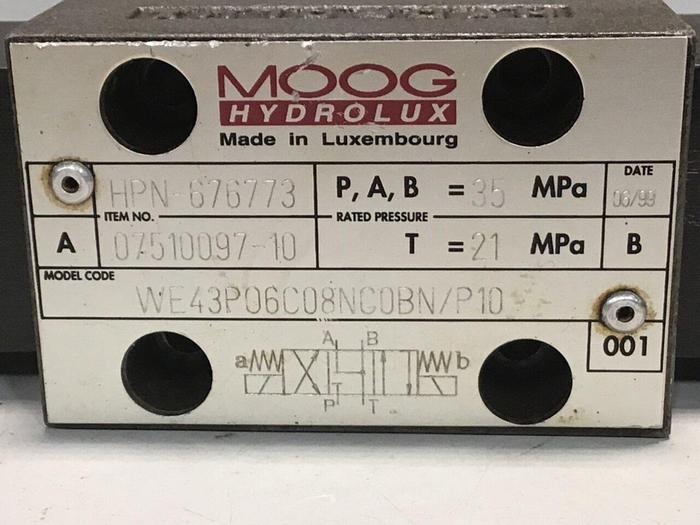 MOOG
HYDROLUX
Made in Luxembourg
HPN-676773
P, A, B = 35 MPa
DATE
06/99
ITEM NO.
RATED PRESSURE
A
07510097-10
T = 21 MPa
B
MODEL CODE
WE43P06C08NC0BN/P10
001
A B
a b
P T